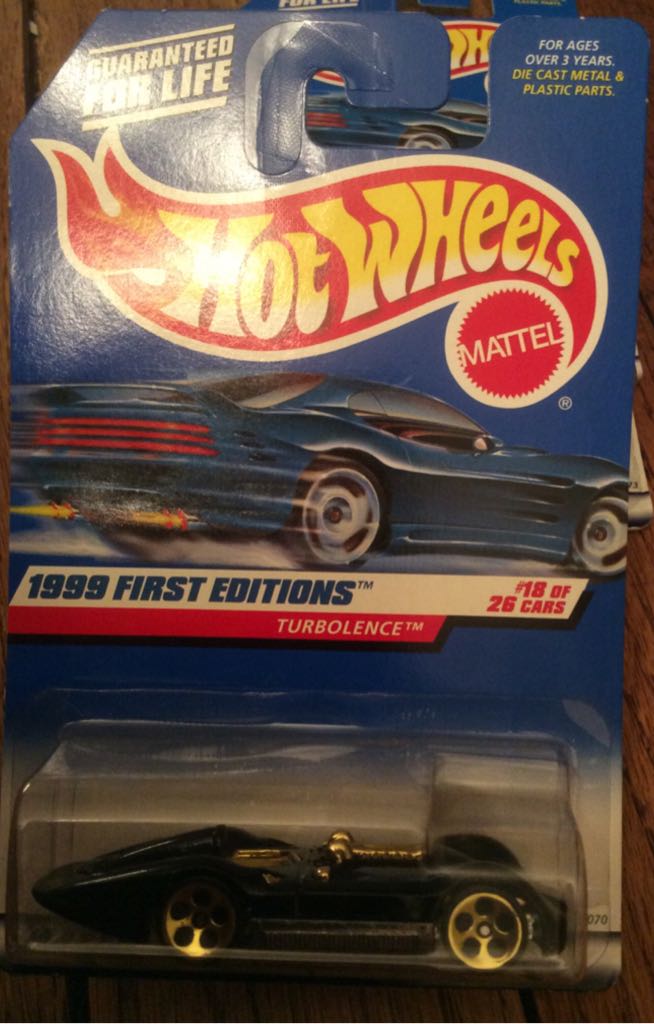 GUARANTEED
FOR LIFE
FOR AGES
OVER 3 YEARS.
DIE CAST METAL &
PLASTIC PARTS.
HOT WHEELS
MATTEL
®
1999 FIRST EDITIONS™
#18 OF
26 CARS
TURBOLENCE™
070